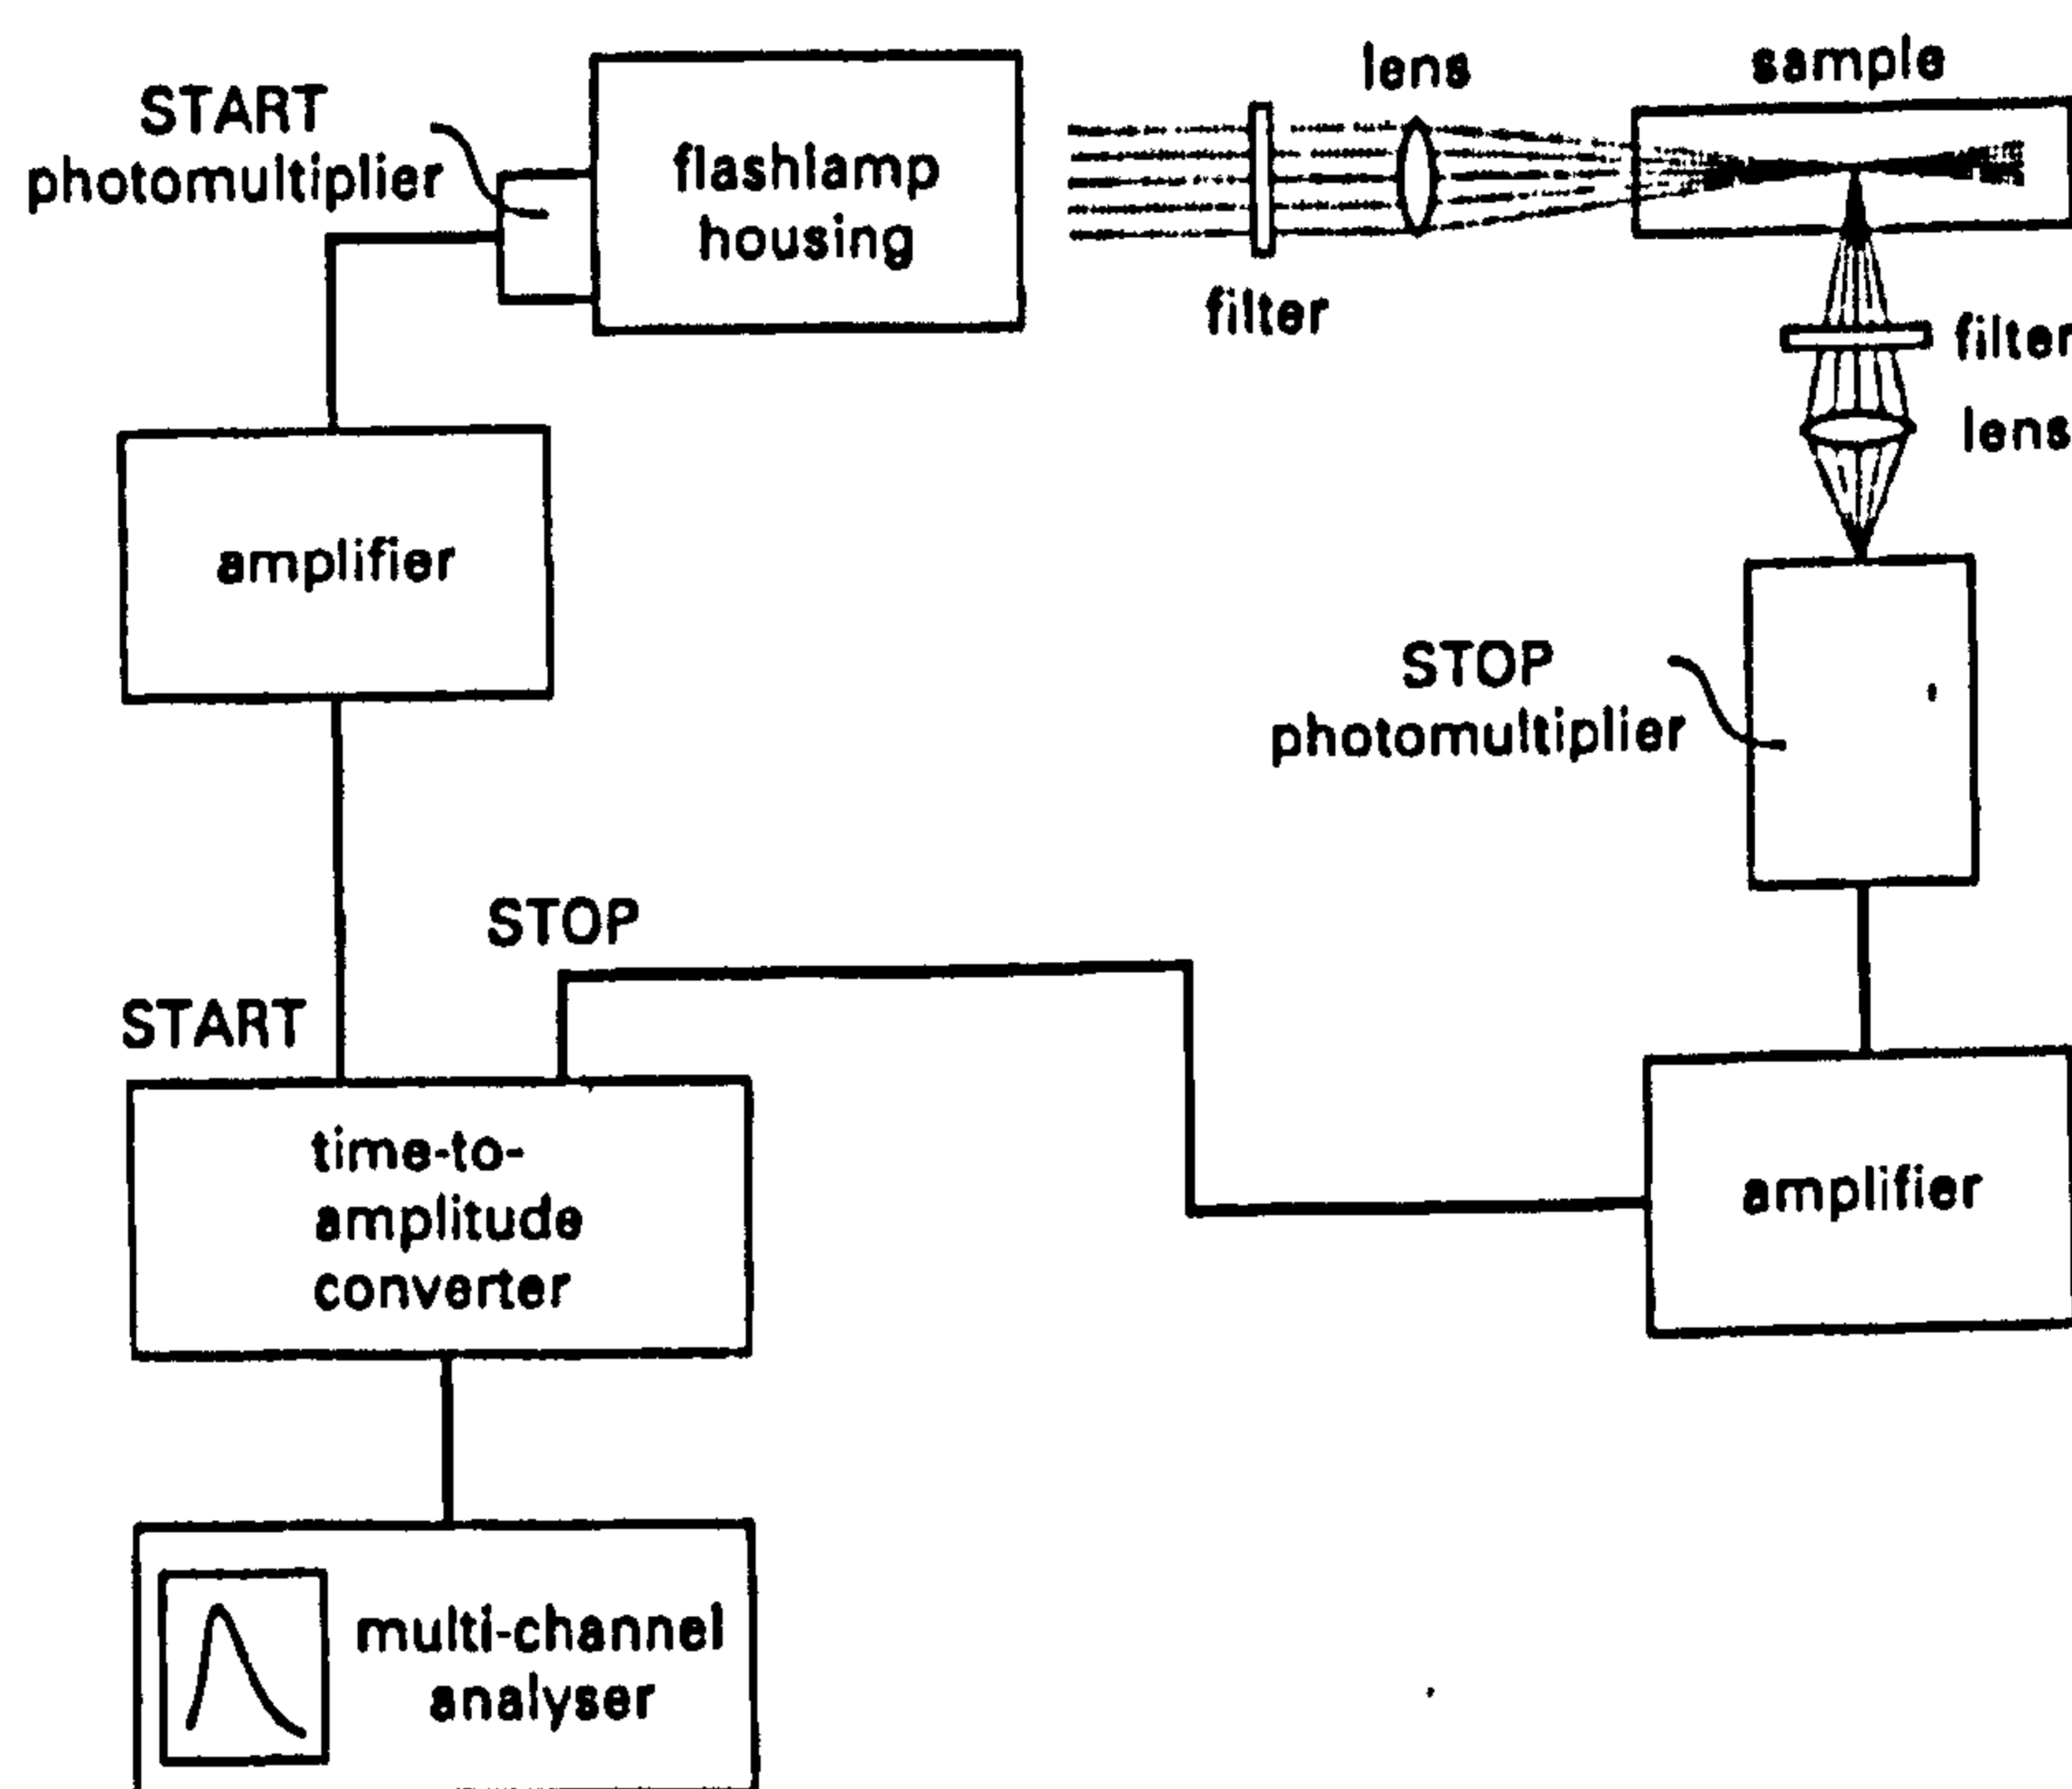 START
photomultiplier
flashlamp
housing
lens
sample
filter
filter
lens
amplifier
STOP
photomultiplier
STOP
START
time-to-
amplitude
converter
amplifier
multi-channel
analyser